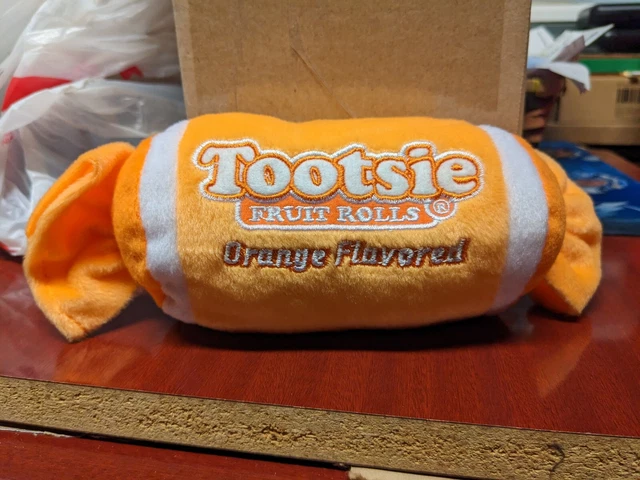 Tootsie
FRUIT ROLLS ®
Orange Flavored